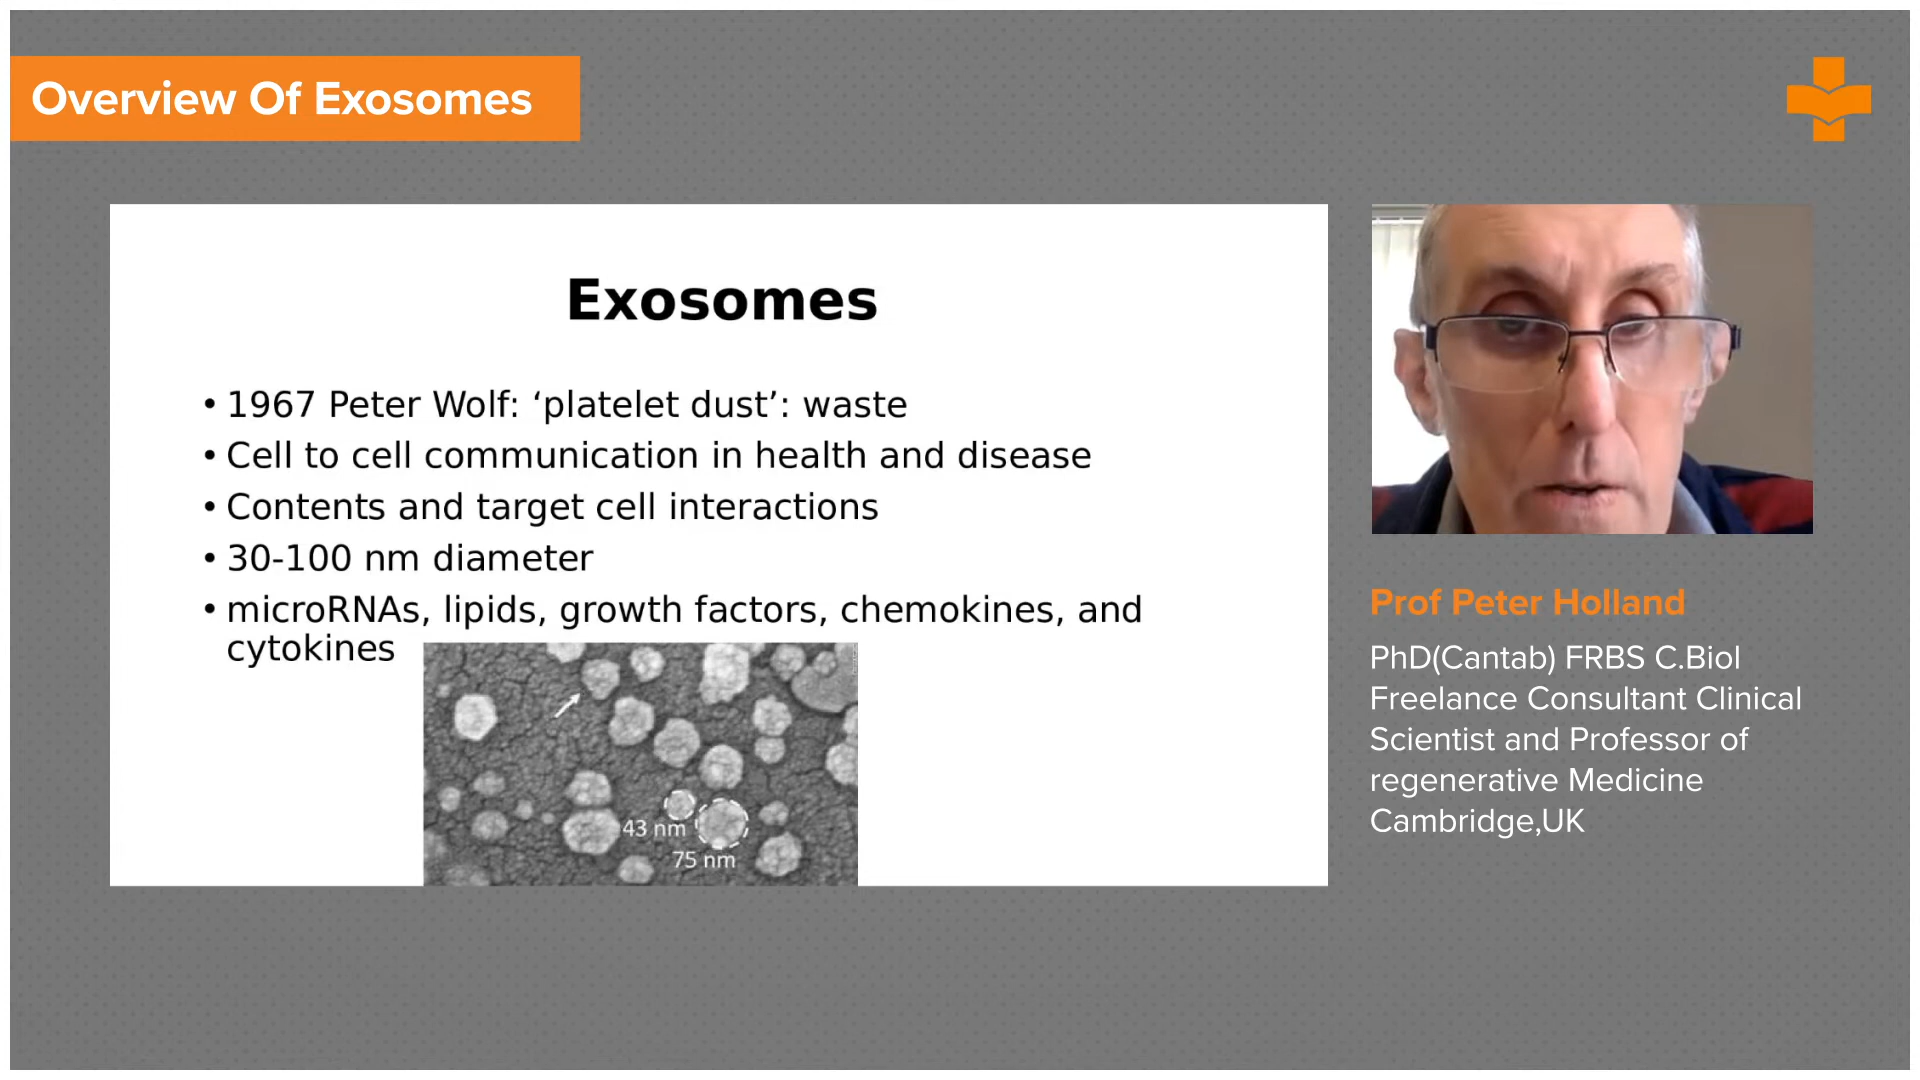 Overview Of Exosomes
Exosomes
• 1967 Peter Wolf: ‘platelet dust’: waste
• Cell to cell communication in health and disease
• Contents and target cell interactions
• 30-100 nm diameter
• microRNAs, lipids, growth factors, chemokines, and
cytokines
43 nm
75 nm
Prof Peter Holland
PhD(Cantab) FRBS C.Biol
Freelance Consultant Clinical
Scientist and Professor of
regenerative Medicine
Cambridge,UK